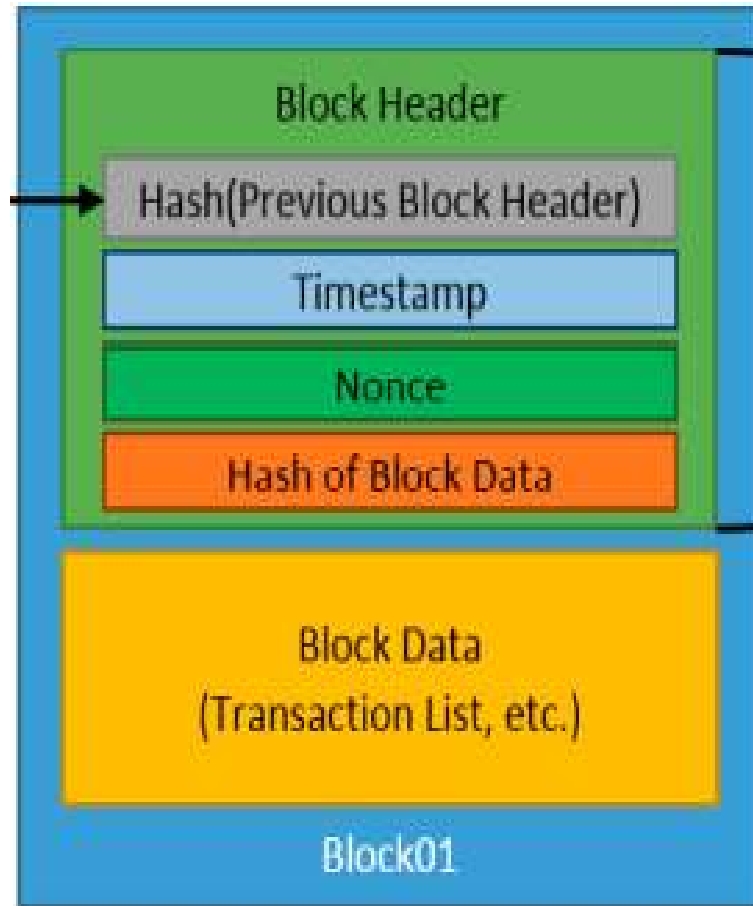 Block Header
Hash(Previous Block Header)
Timestamp
Nonce
Hash of Block Data
Block Data
(Transaction List, etc.)
Block01